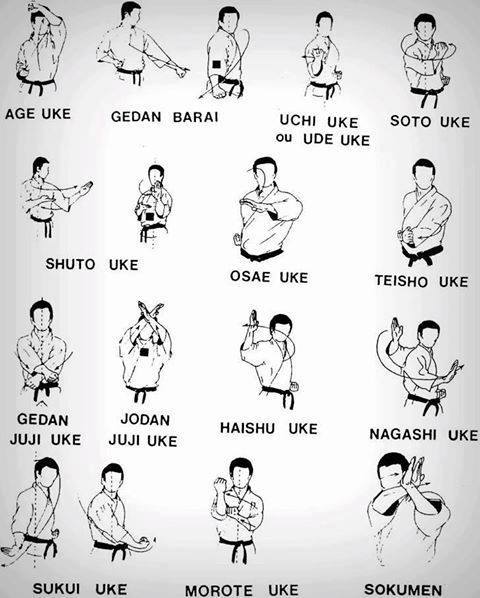 AGE UKE
GEDAN BARAI
UCHI UKE
ou UDE UKE
SOTO UKE
SHUTO UKE
OSAE UKE
TEISHO UKE
GEDAN
JUJI UKE
JODAN
JUJI UKE
HAISHU UKE
NAGASHI UKE
SUKUI UKE
MOROTE UKE
SOKUMEN